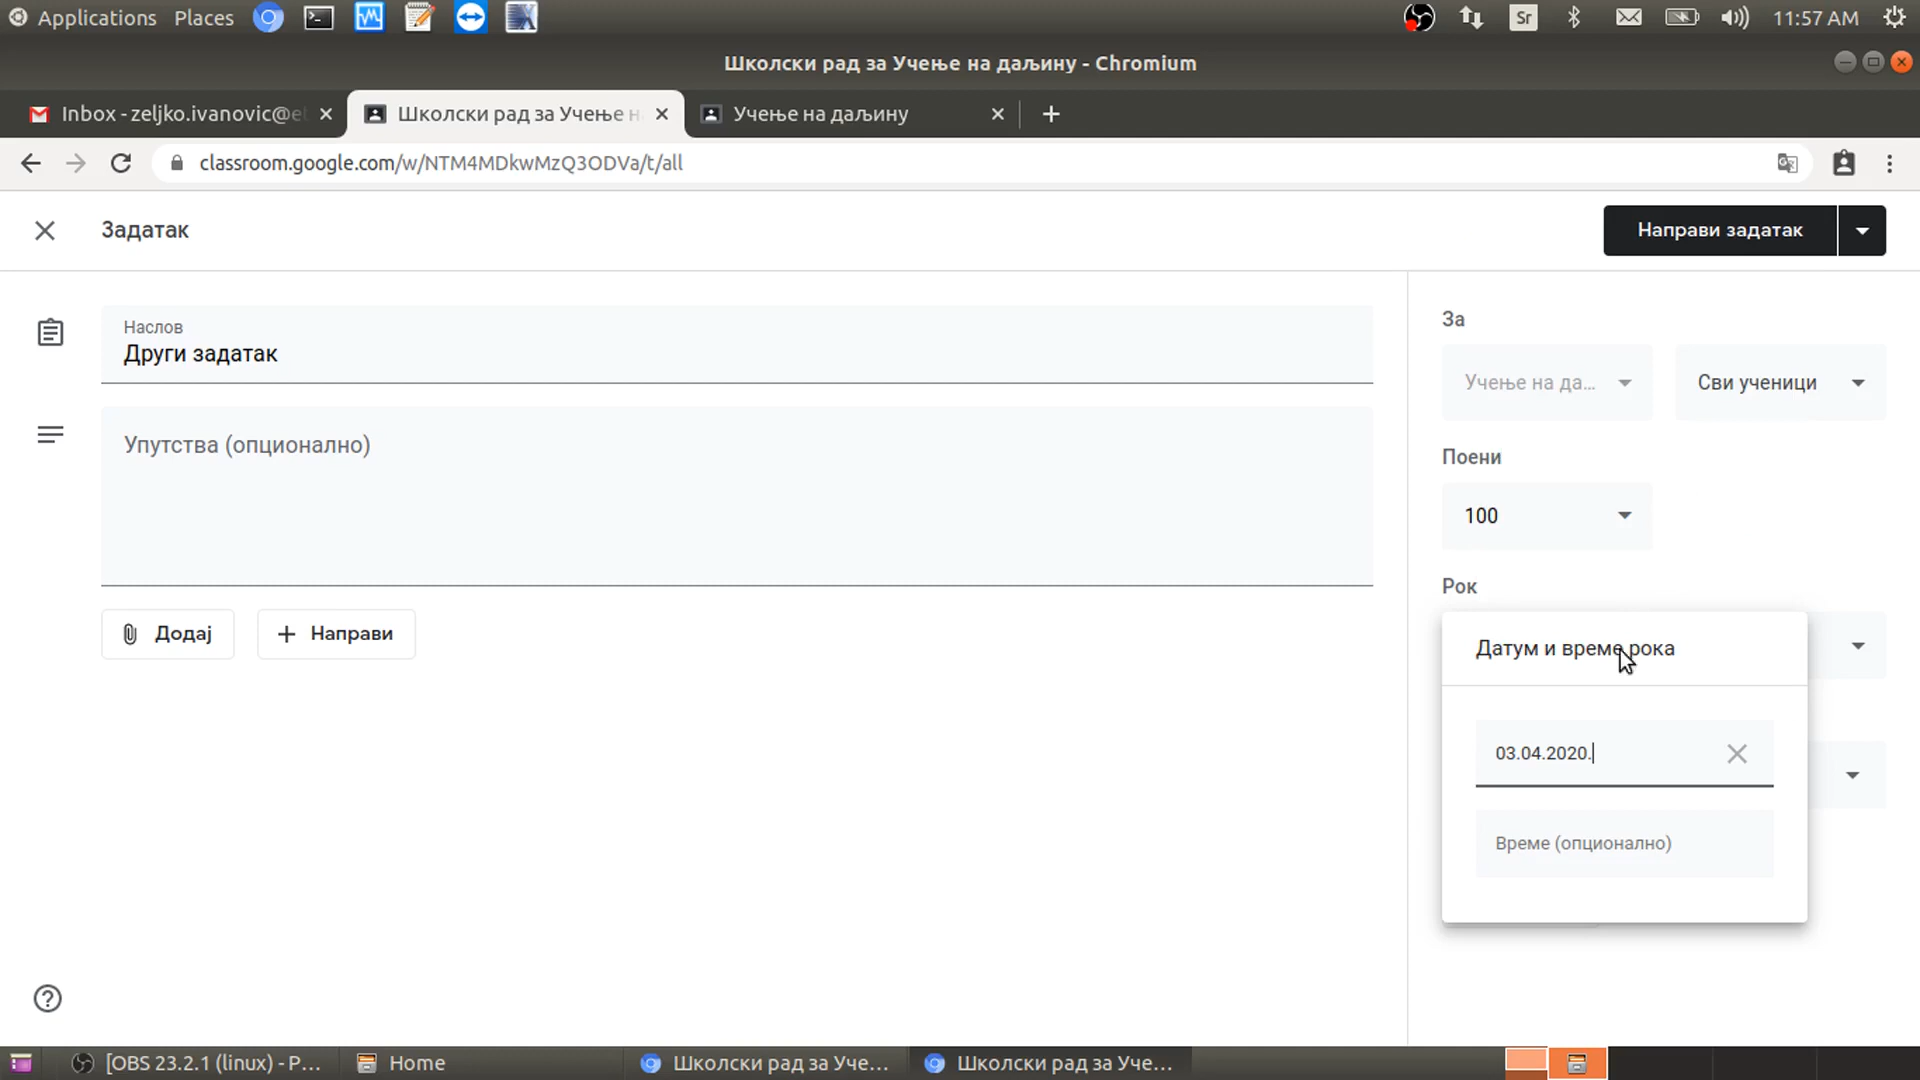 Applications Places Sr 11:57 AM
Школски рад за Учење на даљину - Chromium
Inbox - zeljko.ivanovic@e
Школски рад за Учење н
Учење на даљину
classroom.google.com/w/NTM4MDkwMzQ3ODVa/t/all
Задатак
Направи задатак
Наслов
Други задатак
Упутства (опционално)
Додај
Направи
За
Учење на да...
Сви ученици
Поени
100
Рок
Датум и време рока
03.04.2020.
Време (опционално)
[OBS 23.2.1 (linux) - P...
Home
Школски рад за Уче...
Школски рад за Уче...